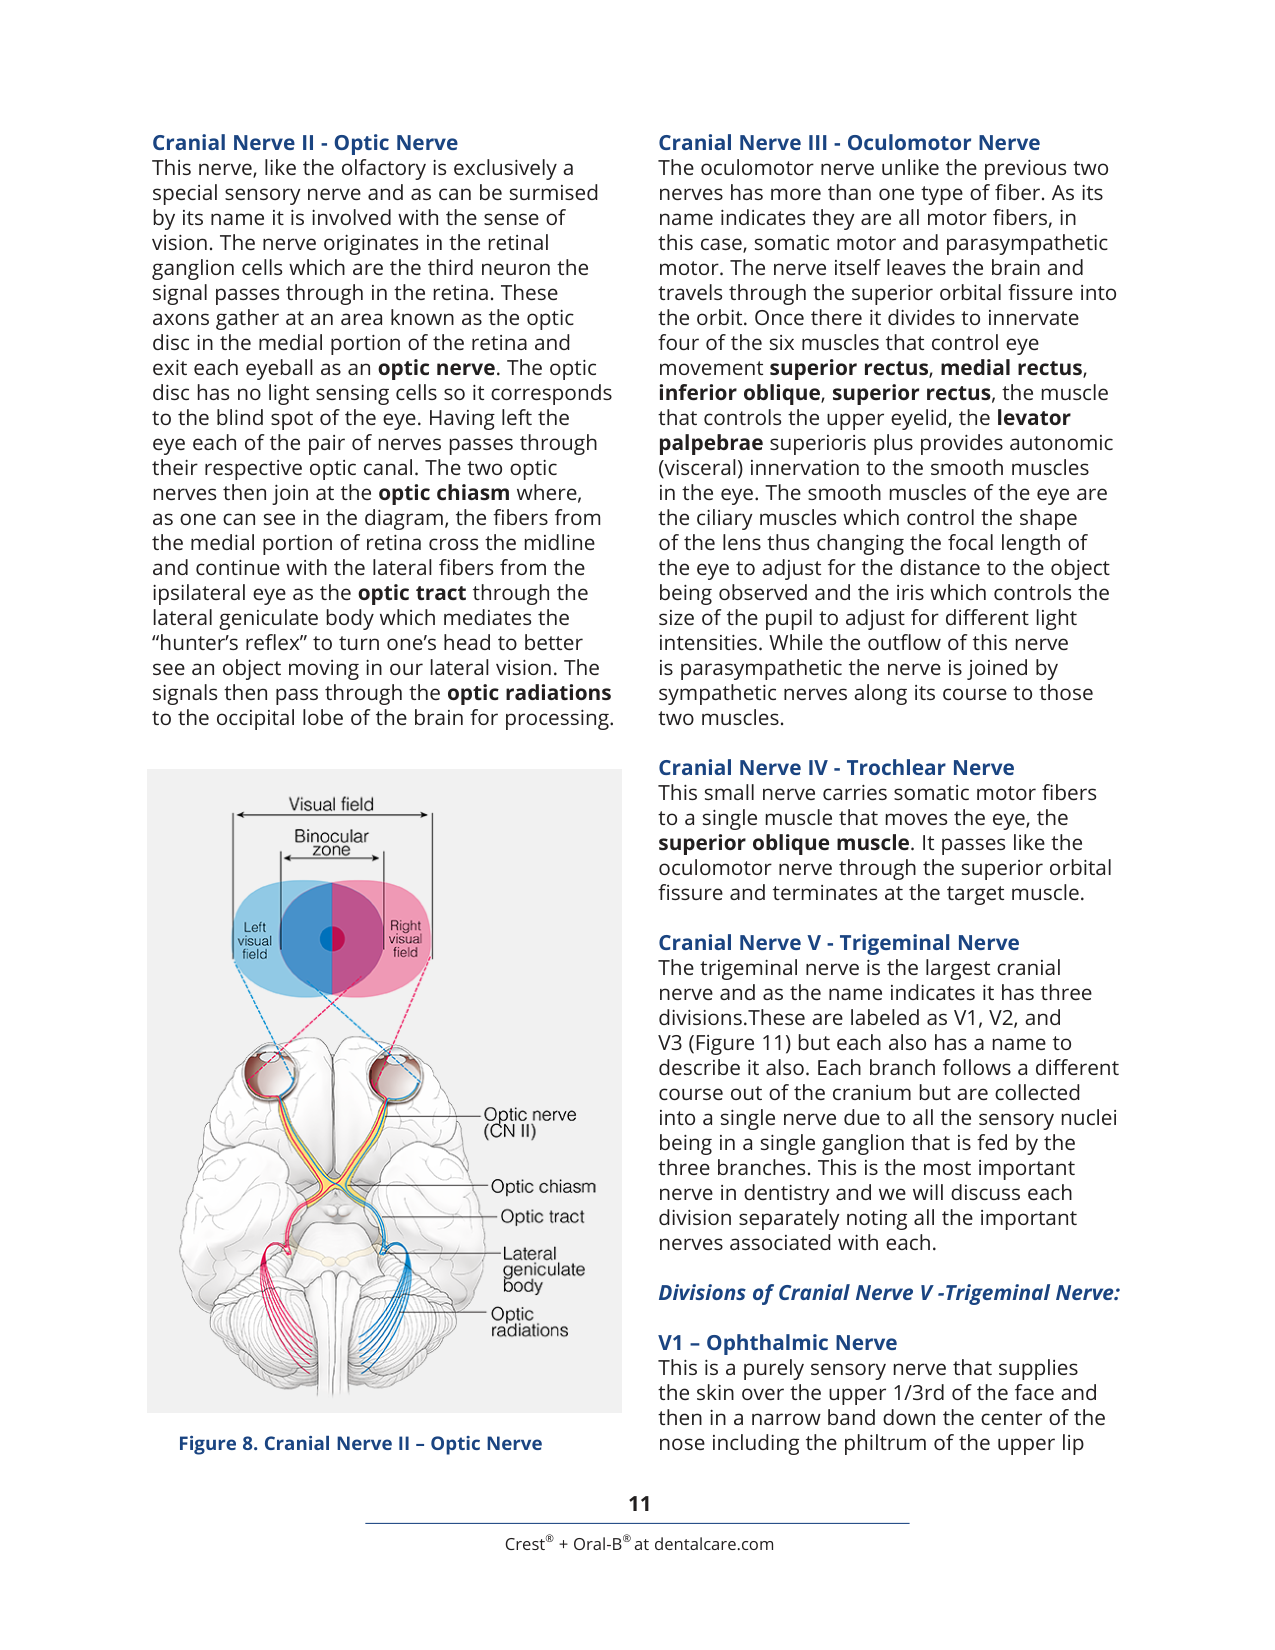 Cranial Nerve II - Optic Nerve
This nerve, like the olfactory is exclusively a
special sensory nerve and as can be surmised
by its name it is involved with the sense of
vision. The nerve originates in the retinal
ganglion cells which are the third neuron the
signal passes through in the retina. These
axons gather at an area known as the optic
disc in the medial portion of the retina and
exit each eyeball as an optic nerve. The optic
disc has no light sensing cells so it corresponds
to the blind spot of the eye. Having left the
eye each of the pair of nerves passes through
their respective optic canal. The two optic
nerves then join at the optic chiasm where,
as one can see in the diagram, the fibers from
the medial portion of retina cross the midline
and continue with the lateral fibers from the
ipsilateral eye as the optic tract through the
lateral geniculate body which mediates the
“hunter’s reflex” to turn one’s head to better
see an object moving in our lateral vision. The
signals then pass through the optic radiations
to the occipital lobe of the brain for processing.
Visual field
Binocular
zone
Left
visual
field
Right
visual
field
Optic nerve
(CN II)
Optic chiasm
Optic tract
Lateral
geniculate
body
Optic
radiations
Figure 8. Cranial Nerve II – Optic Nerve
Cranial Nerve III - Oculomotor Nerve
The oculomotor nerve unlike the previous two
nerves has more than one type of fiber. As its
name indicates they are all motor fibers, in
this case, somatic motor and parasympathetic
motor. The nerve itself leaves the brain and
travels through the superior orbital fissure into
the orbit. Once there it divides to innervate
four of the six muscles that control eye
movement superior rectus, medial rectus,
inferior oblique, superior rectus, the muscle
that controls the upper eyelid, the levator
palpebrae superioris plus provides autonomic
(visceral) innervation to the smooth muscles
in the eye. The smooth muscles of the eye are
the ciliary muscles which control the shape
of the lens thus changing the focal length of
the eye to adjust for the distance to the object
being observed and the iris which controls the
size of the pupil to adjust for different light
intensities. While the outflow of this nerve
is parasympathetic the nerve is joined by
sympathetic nerves along its course to those
two muscles.
Cranial Nerve IV - Trochlear Nerve
This small nerve carries somatic motor fibers
to a single muscle that moves the eye, the
superior oblique muscle. It passes like the
oculomotor nerve through the superior orbital
fissure and terminates at the target muscle.
Cranial Nerve V - Trigeminal Nerve
The trigeminal nerve is the largest cranial
nerve and as the name indicates it has three
divisions.These are labeled as V1, V2, and
V3 (Figure 11) but each also has a name to
describe it also. Each branch follows a different
course out of the cranium but are collected
into a single nerve due to all the sensory nuclei
being in a single ganglion that is fed by the
three branches. This is the most important
nerve in dentistry and we will discuss each
division separately noting all the important
nerves associated with each.
Divisions of Cranial Nerve V -Trigeminal Nerve:
V1 – Ophthalmic Nerve
This is a purely sensory nerve that supplies
the skin over the upper 1/3rd of the face and
then in a narrow band down the center of the
nose including the philtrum of the upper lip
11
Crest® + Oral-B® at dentalcare.com